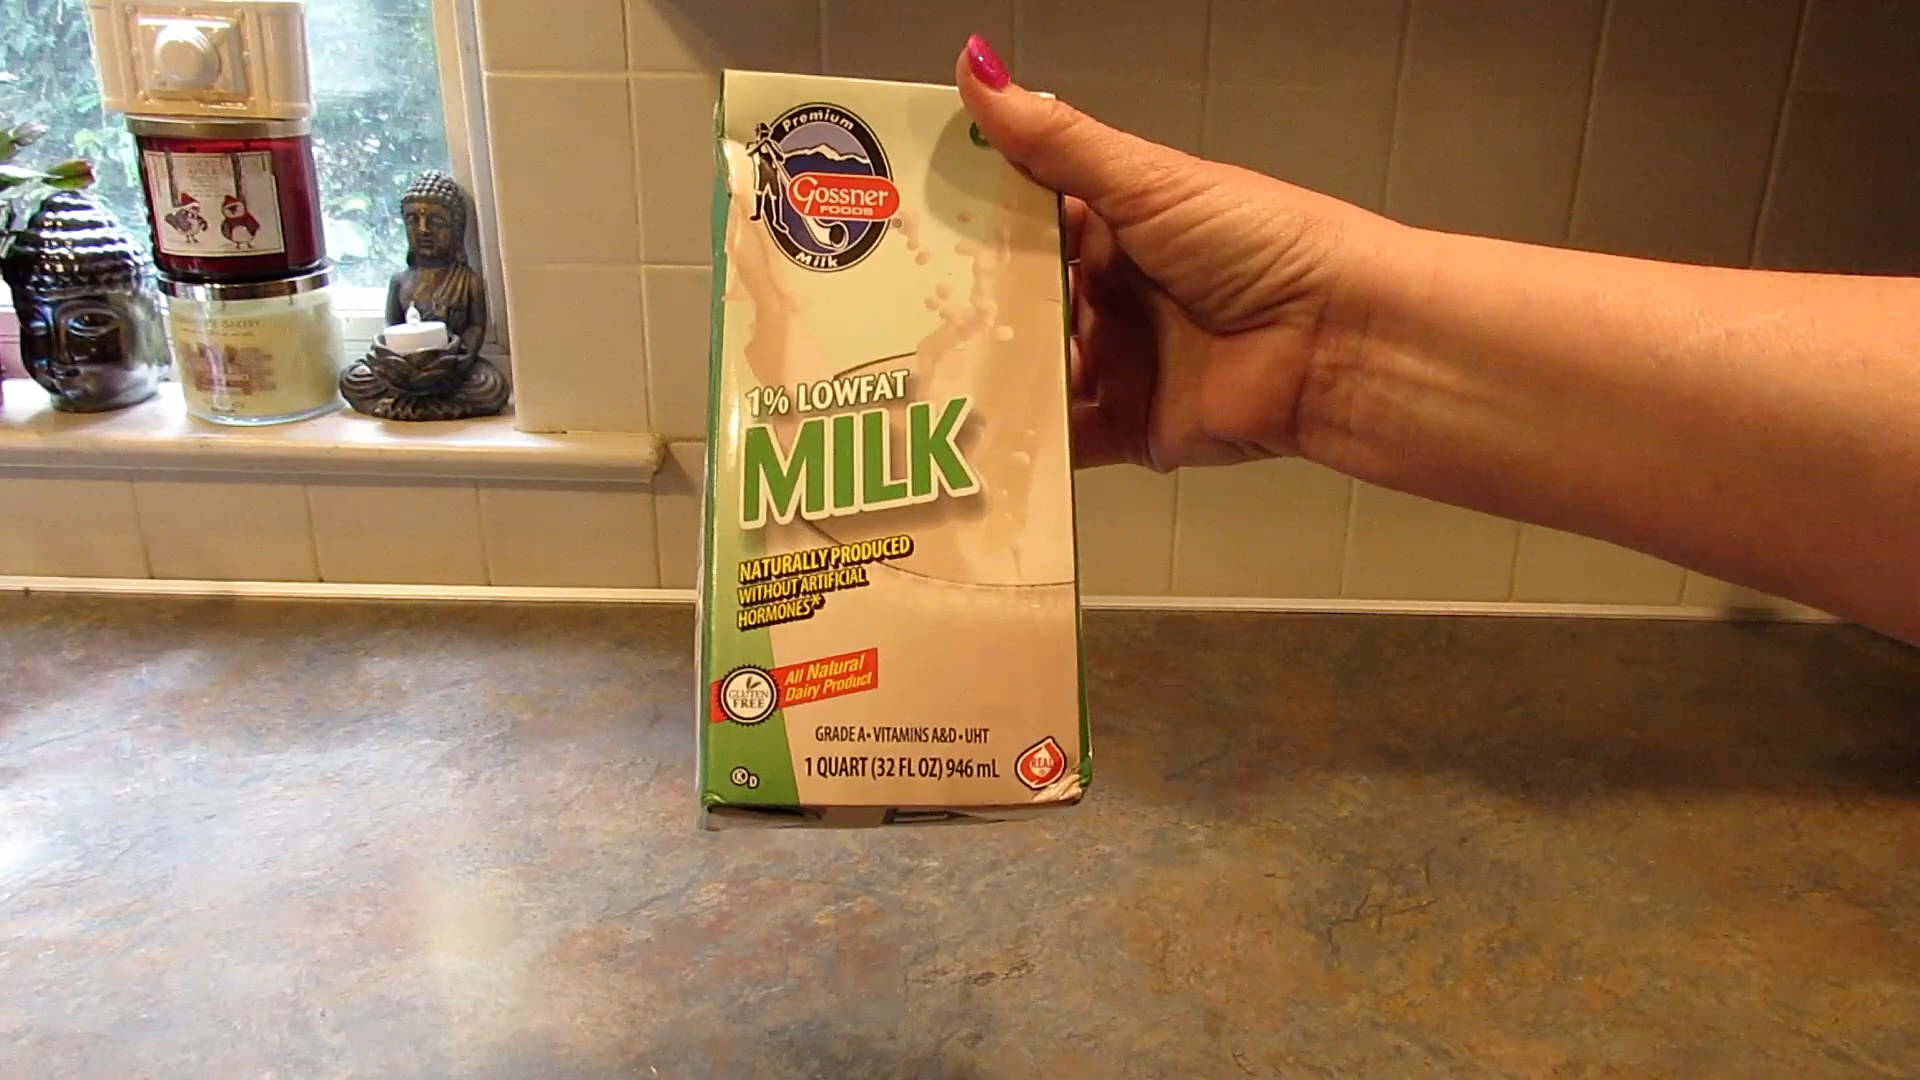 Premium
Gossner
FOODS
®
Milk
1% LOWFAT
MILK
NATURALLY PRODUCED
WITHOUT ARTIFICIAL
HORMONES*
GLUTEN
FREE
All Natural
Dairy Product
GRADE A • VITAMINS A&D • UHT
1 QUART (32 FL OZ) 946 mL
K D
REAL
BAKERY